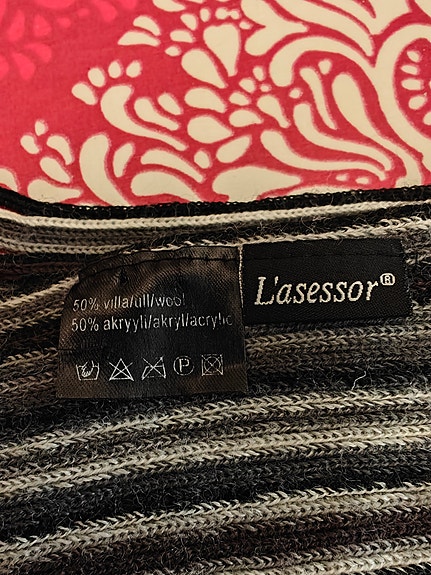 50% villa/ull/wool
50% akryyli/akryl/acrylic
L'asessor®
P